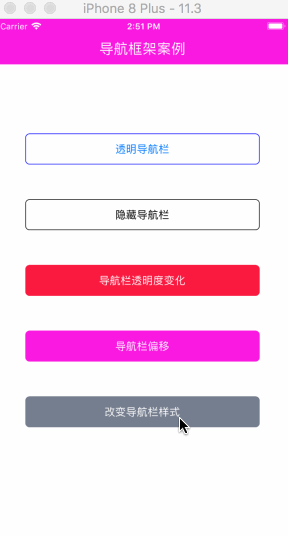 iPhone 8 Plus - 11.3
Carrier 2:51 PM
导航框架案例
透明导航栏
隐藏导航栏
导航栏透明度变化
导航栏偏移
改变导航栏样式